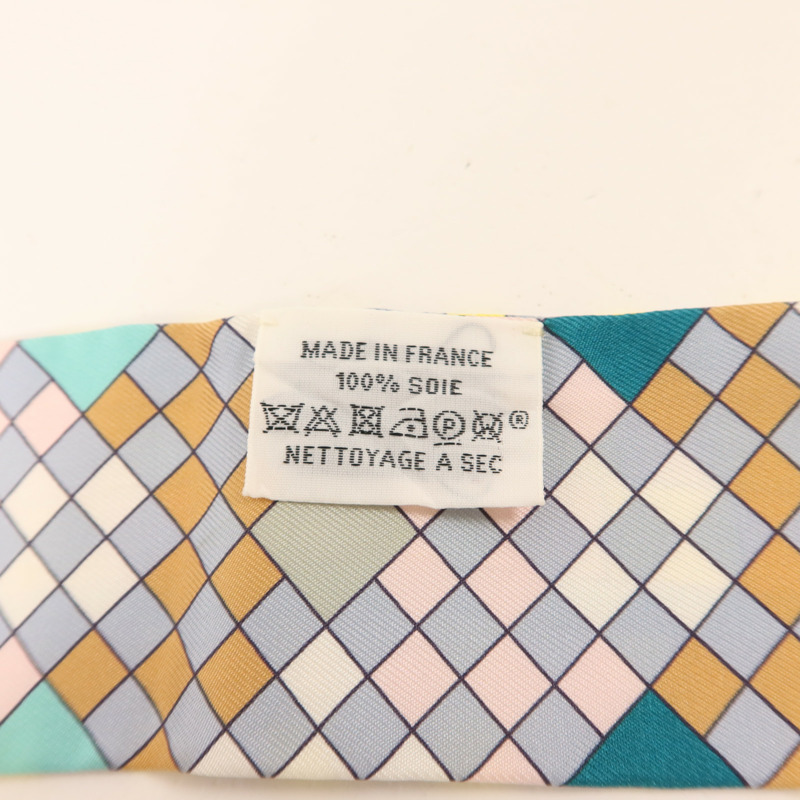 MADE IN FRANCE
100% SOIE
P ®
NETTOYAGE A SEC